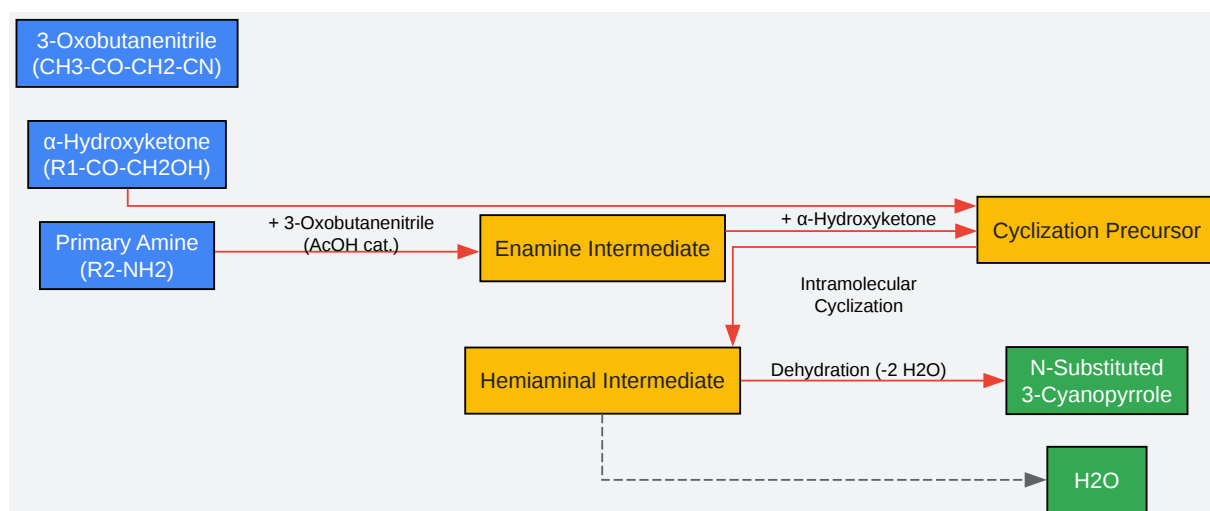 3-Oxobutanenitrile
(CH3-CO-CH2-CN)
α-Hydroxyketone
(R1-CO-CH2OH)
Primary Amine
(R2-NH2)
+ 3-Oxobutanenitrile
(AcOH cat.)
Enamine Intermediate
+ α-Hydroxyketone
Cyclization Precursor
Intramolecular
Cyclization
Hemiaminal Intermediate
Dehydration (-2 H2O)
N-Substituted
3-Cyanopyrrole
H2O